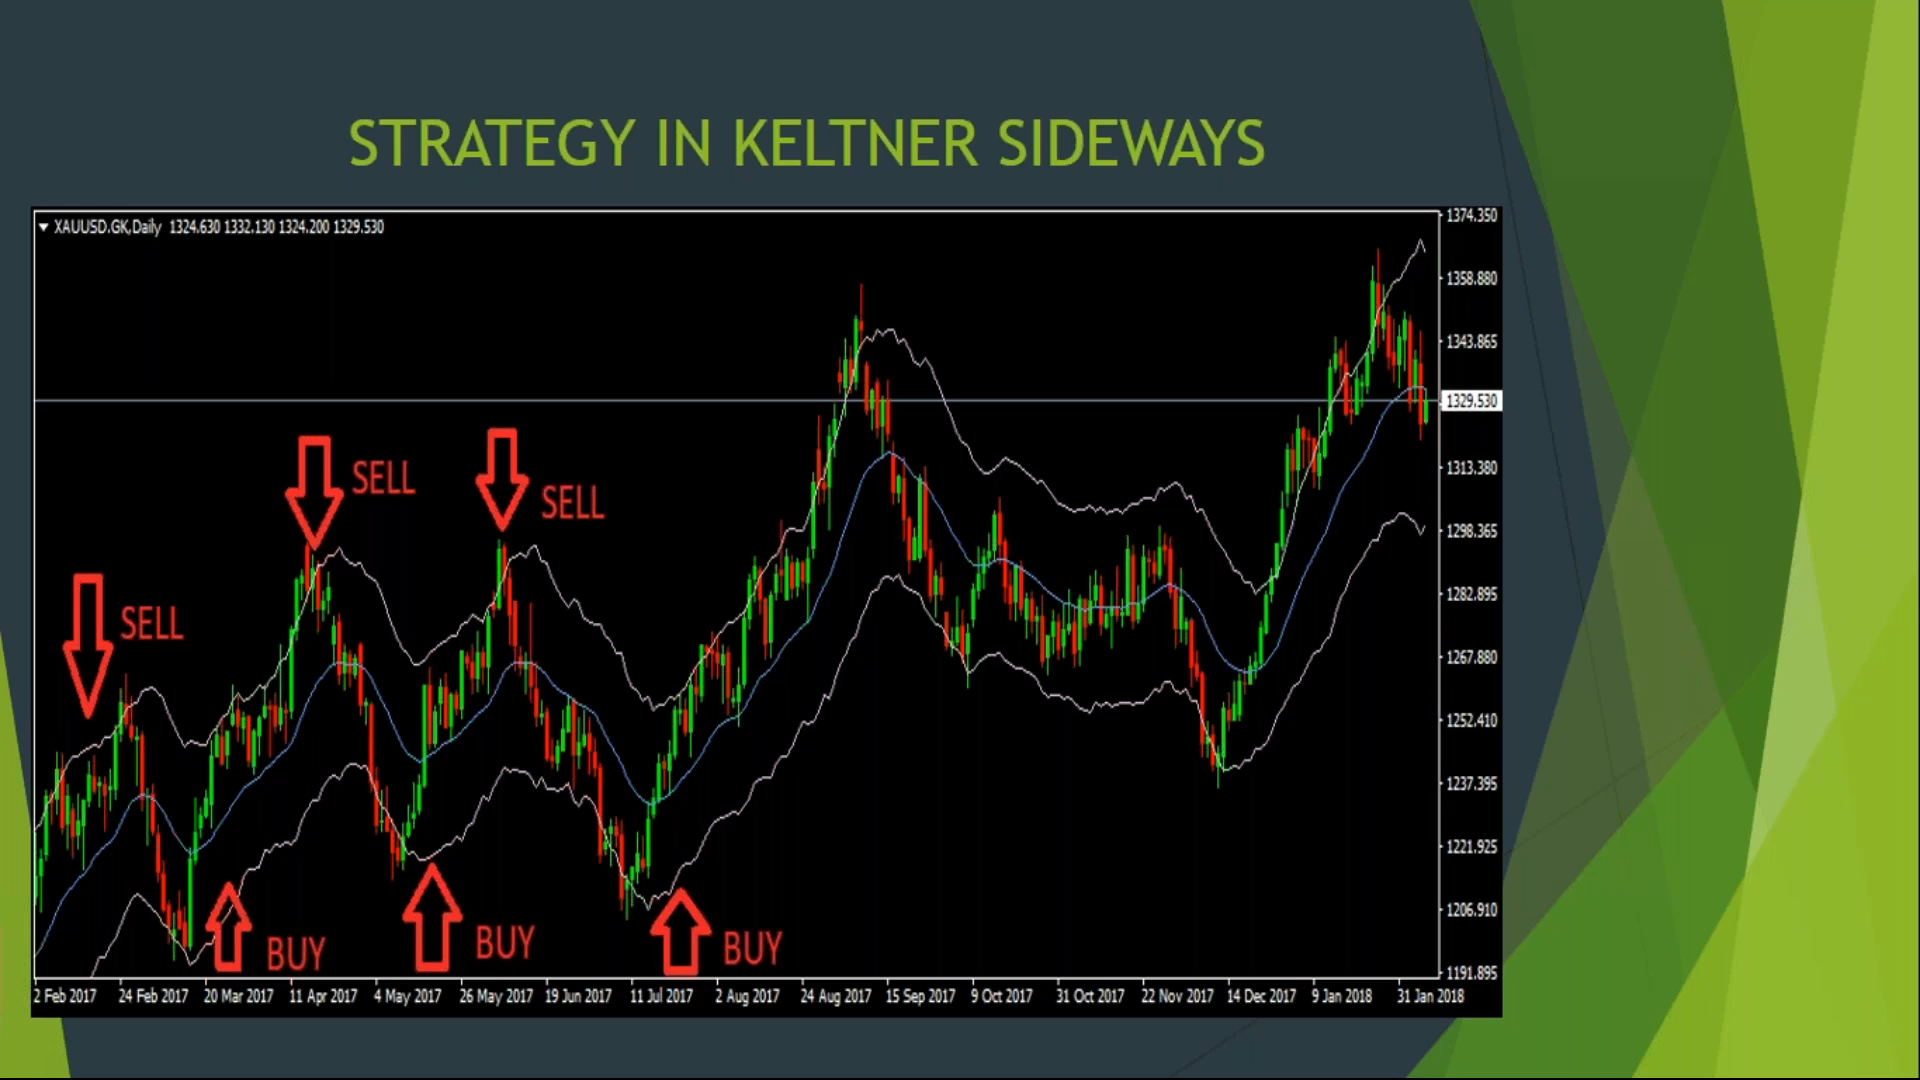 STRATEGY IN KELTNER SIDEWAYS
XAUUSD.GK,Daily 1324.630 1332.130 1324.200 1329.530
1374.350
1358.880
1343.865
1329.530
1313.380
1298.365
1282.895
1267.880
1252.410
1237.395
1221.925
1206.910
1191.895
SELL
SELL
SELL
BUY
BUY
BUY
2 Feb 2017 24 Feb 2017 20 Mar 2017 11 Apr 2017 4 May 2017 26 May 2017 19 Jun 2017 11 Jul 2017 2 Aug 2017 24 Aug 2017 15 Sep 2017 9 Oct 2017 31 Oct 2017 22 Nov 2017 14 Dec 2017 9 Jan 2018 31 Jan 2018